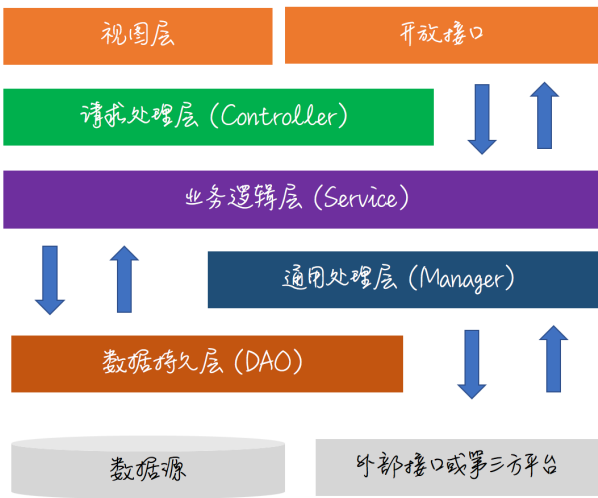 视图层
开放接口
请求处理层 (Controller)
业务逻辑层 (Service)
通用处理层 (Manager)
数据持久层 (DAO)
数据源
外部接口或第三方平台